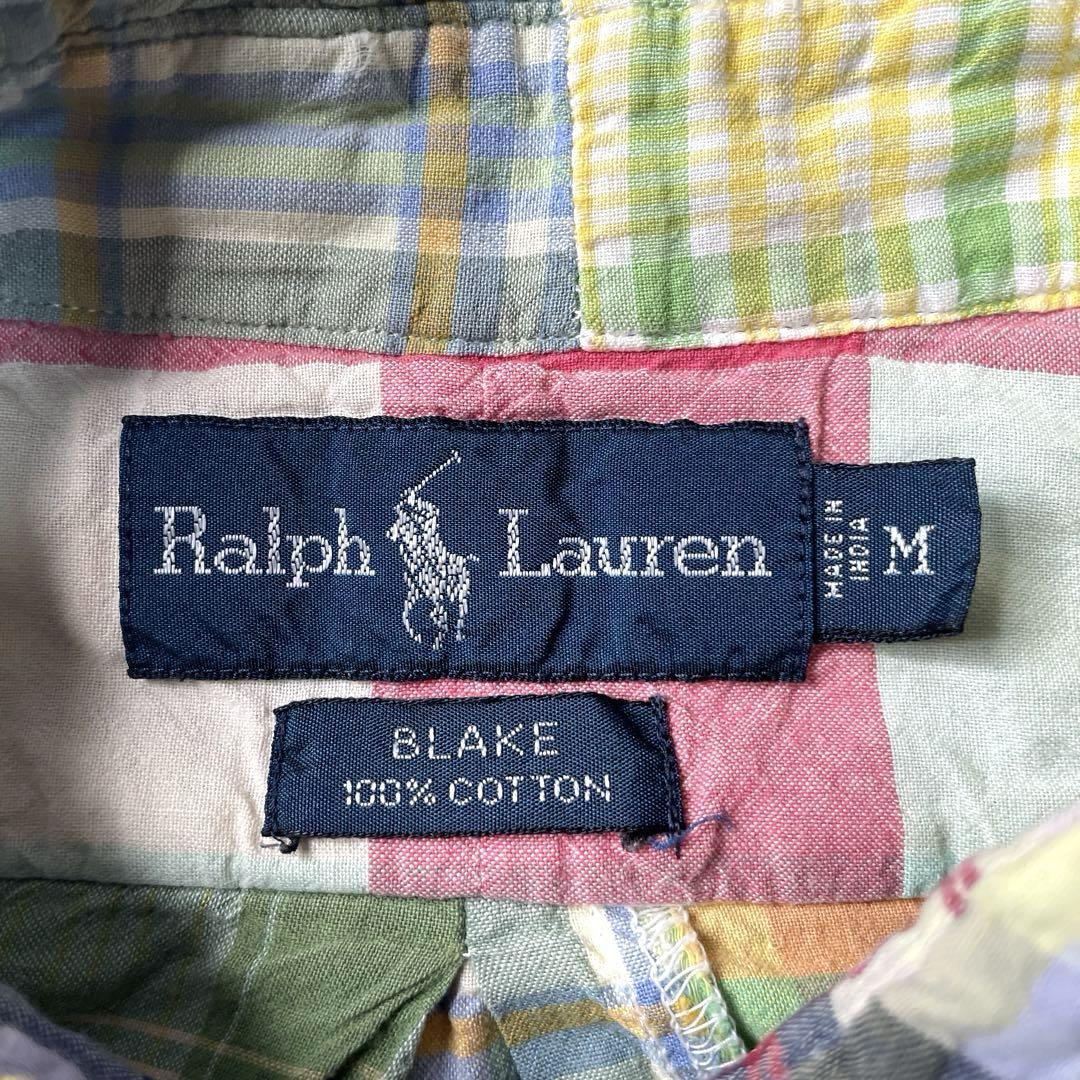 Ralph Lauren
MADE IN
INDIA
M
BLAKE
100% COTTON